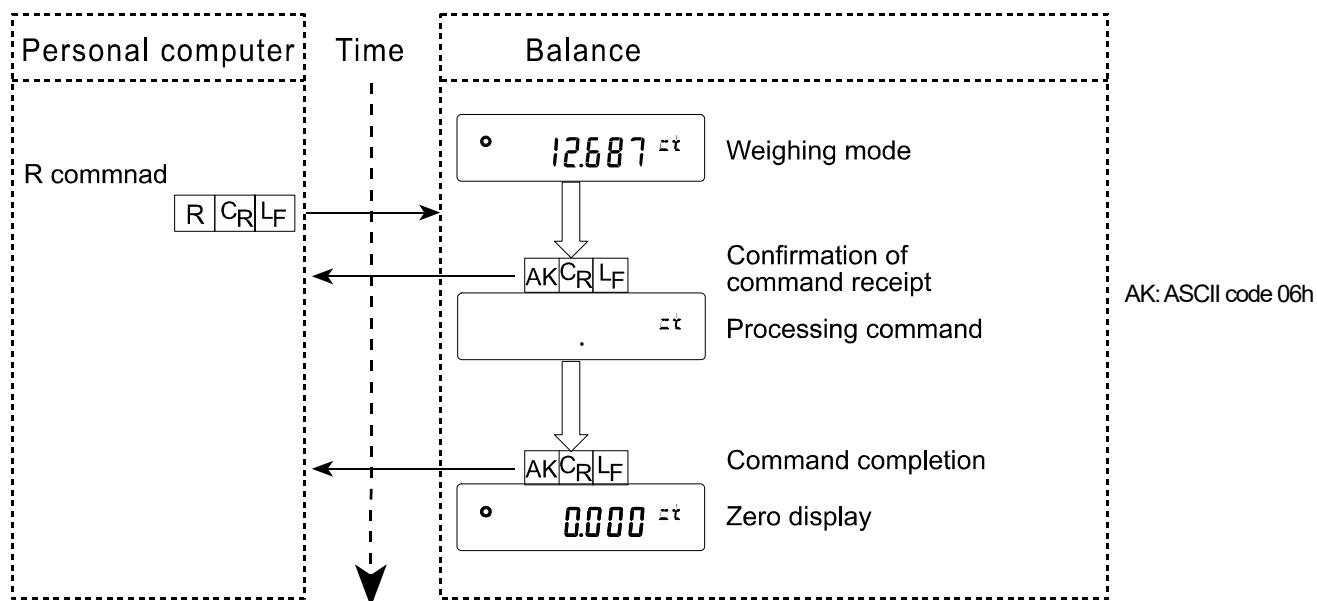 Personal computer Time Balance
12.687 ct Weighing mode
R commnad
R CR LF
AK CR LF Confirmation of
command receipt
AK: ASCII code 06h
ct Processing command
.
AK CR LF Command completion
0.000 ct Zero display